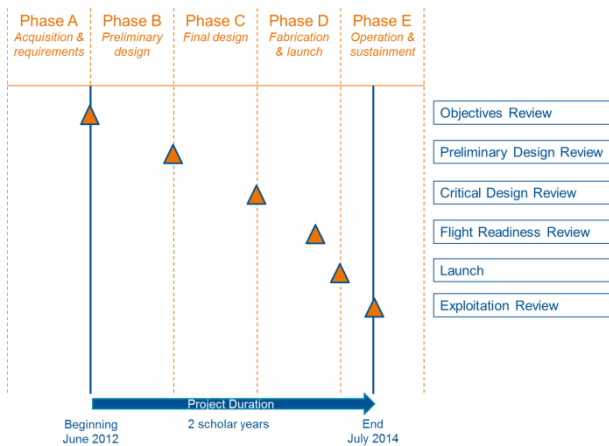 Phase A
Acquisition &
requirements
Phase B
Preliminary
design
Phase C
Final design
Phase D
Fabrication
& launch
Phase E
Operation &
sustainment
Objectives Review
Preliminary Design Review
Critical Design Review
Flight Readiness Review
Launch
Exploitation Review
Project Duration
Beginning
June 2012
2 scholar years
End
July 2014